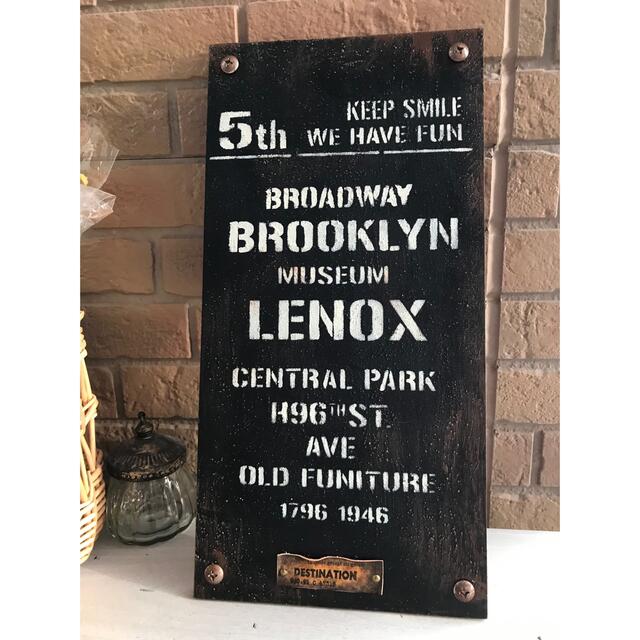 5th KEEP SMILE
WE HAVE FUN
BROADWAY
BROOKLYN
MUSEUM
LENOX
CENTRAL PARK
H96TH ST.
AVE
OLD FUNITURE
1796 1946
DESTINATION